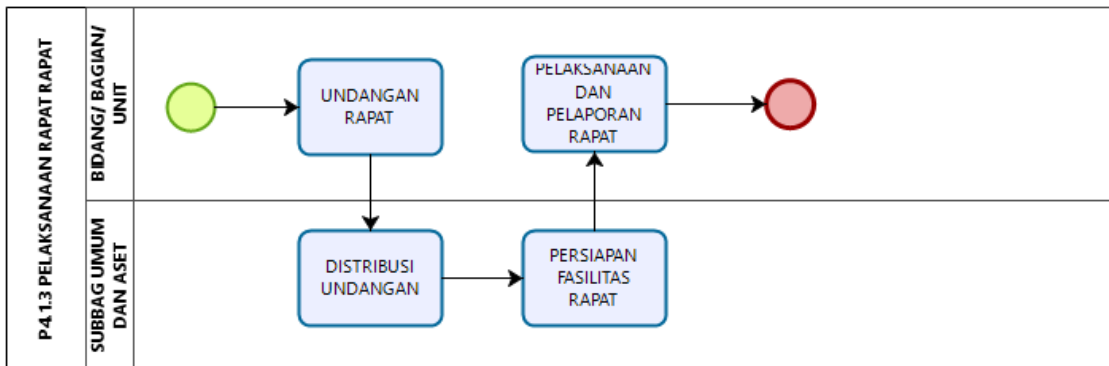 P4.1.3 PELAKSANAAN RAPAT RAPAT
BIDANG/ BAGIAN/
UNIT
UNDANGAN
RAPAT
PELAKSANAAN
DAN
PELAPORAN
RAPAT
SUBBAG UMUM
DAN ASET
DISTRIBUSI
UNDANGAN
PERSIAPAN
FASILITAS
RAPAT